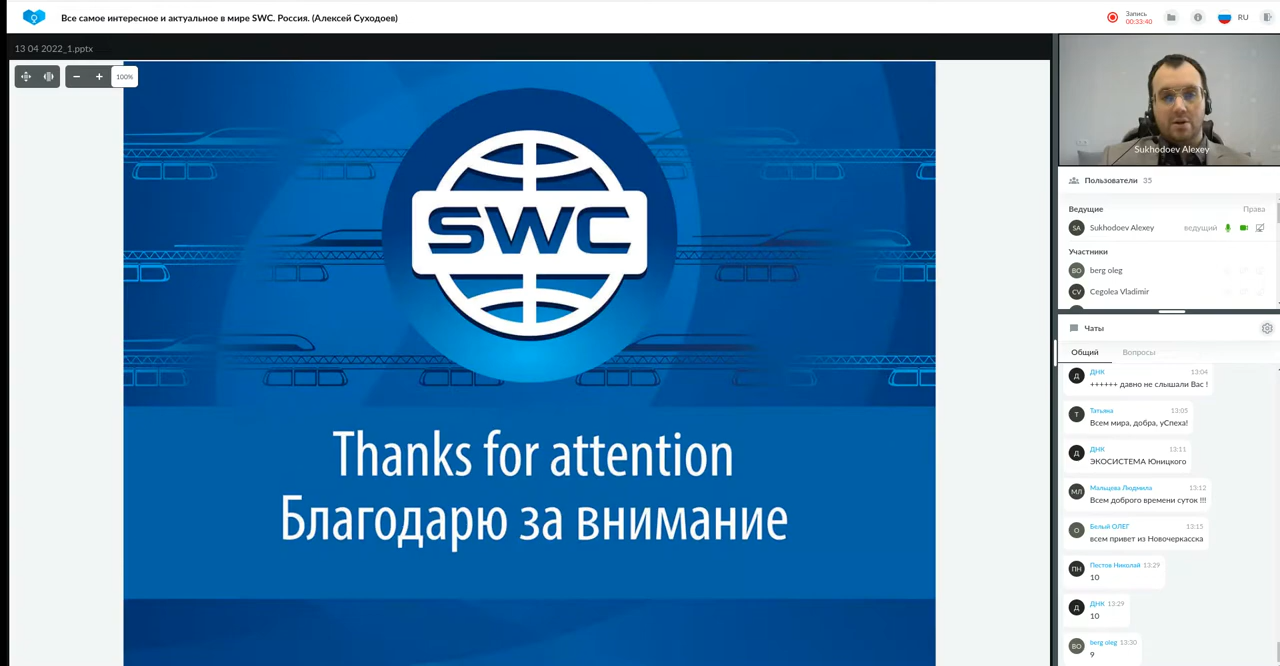 Все самое интересное и актуальное в мире SWC. Россия. (Алексей Суходоев)
Запись
00:33:40
RU
13 04 2022_1.pptx
100%
SWC
Thanks for attention
Благодарю за внимание
Sukhodoev Alexey
Пользователи 35
Ведущие Права
SA Sukhodoev Alexey ведущий
Участники
BO berg oleg
CV Cegolea Vladimir
Чаты
Общий Вопросы
Д ДНК 13:04
++++++ давно не слышали Вас !
Т Татьяна 13:05
Всем мира, добра, уСпеха!
Д ДНК 13:11
ЭКОСИСТЕМА Юницкого
МЛ Мальцева Людмила 13:12
Всем доброго времени суток !!!
О Белый ОЛЕГ 13:15
всем привет из Новочеркасска
ПН Пестов Николай 13:29
10
Д ДНК 13:29
10
BO berg oleg 13:30
9